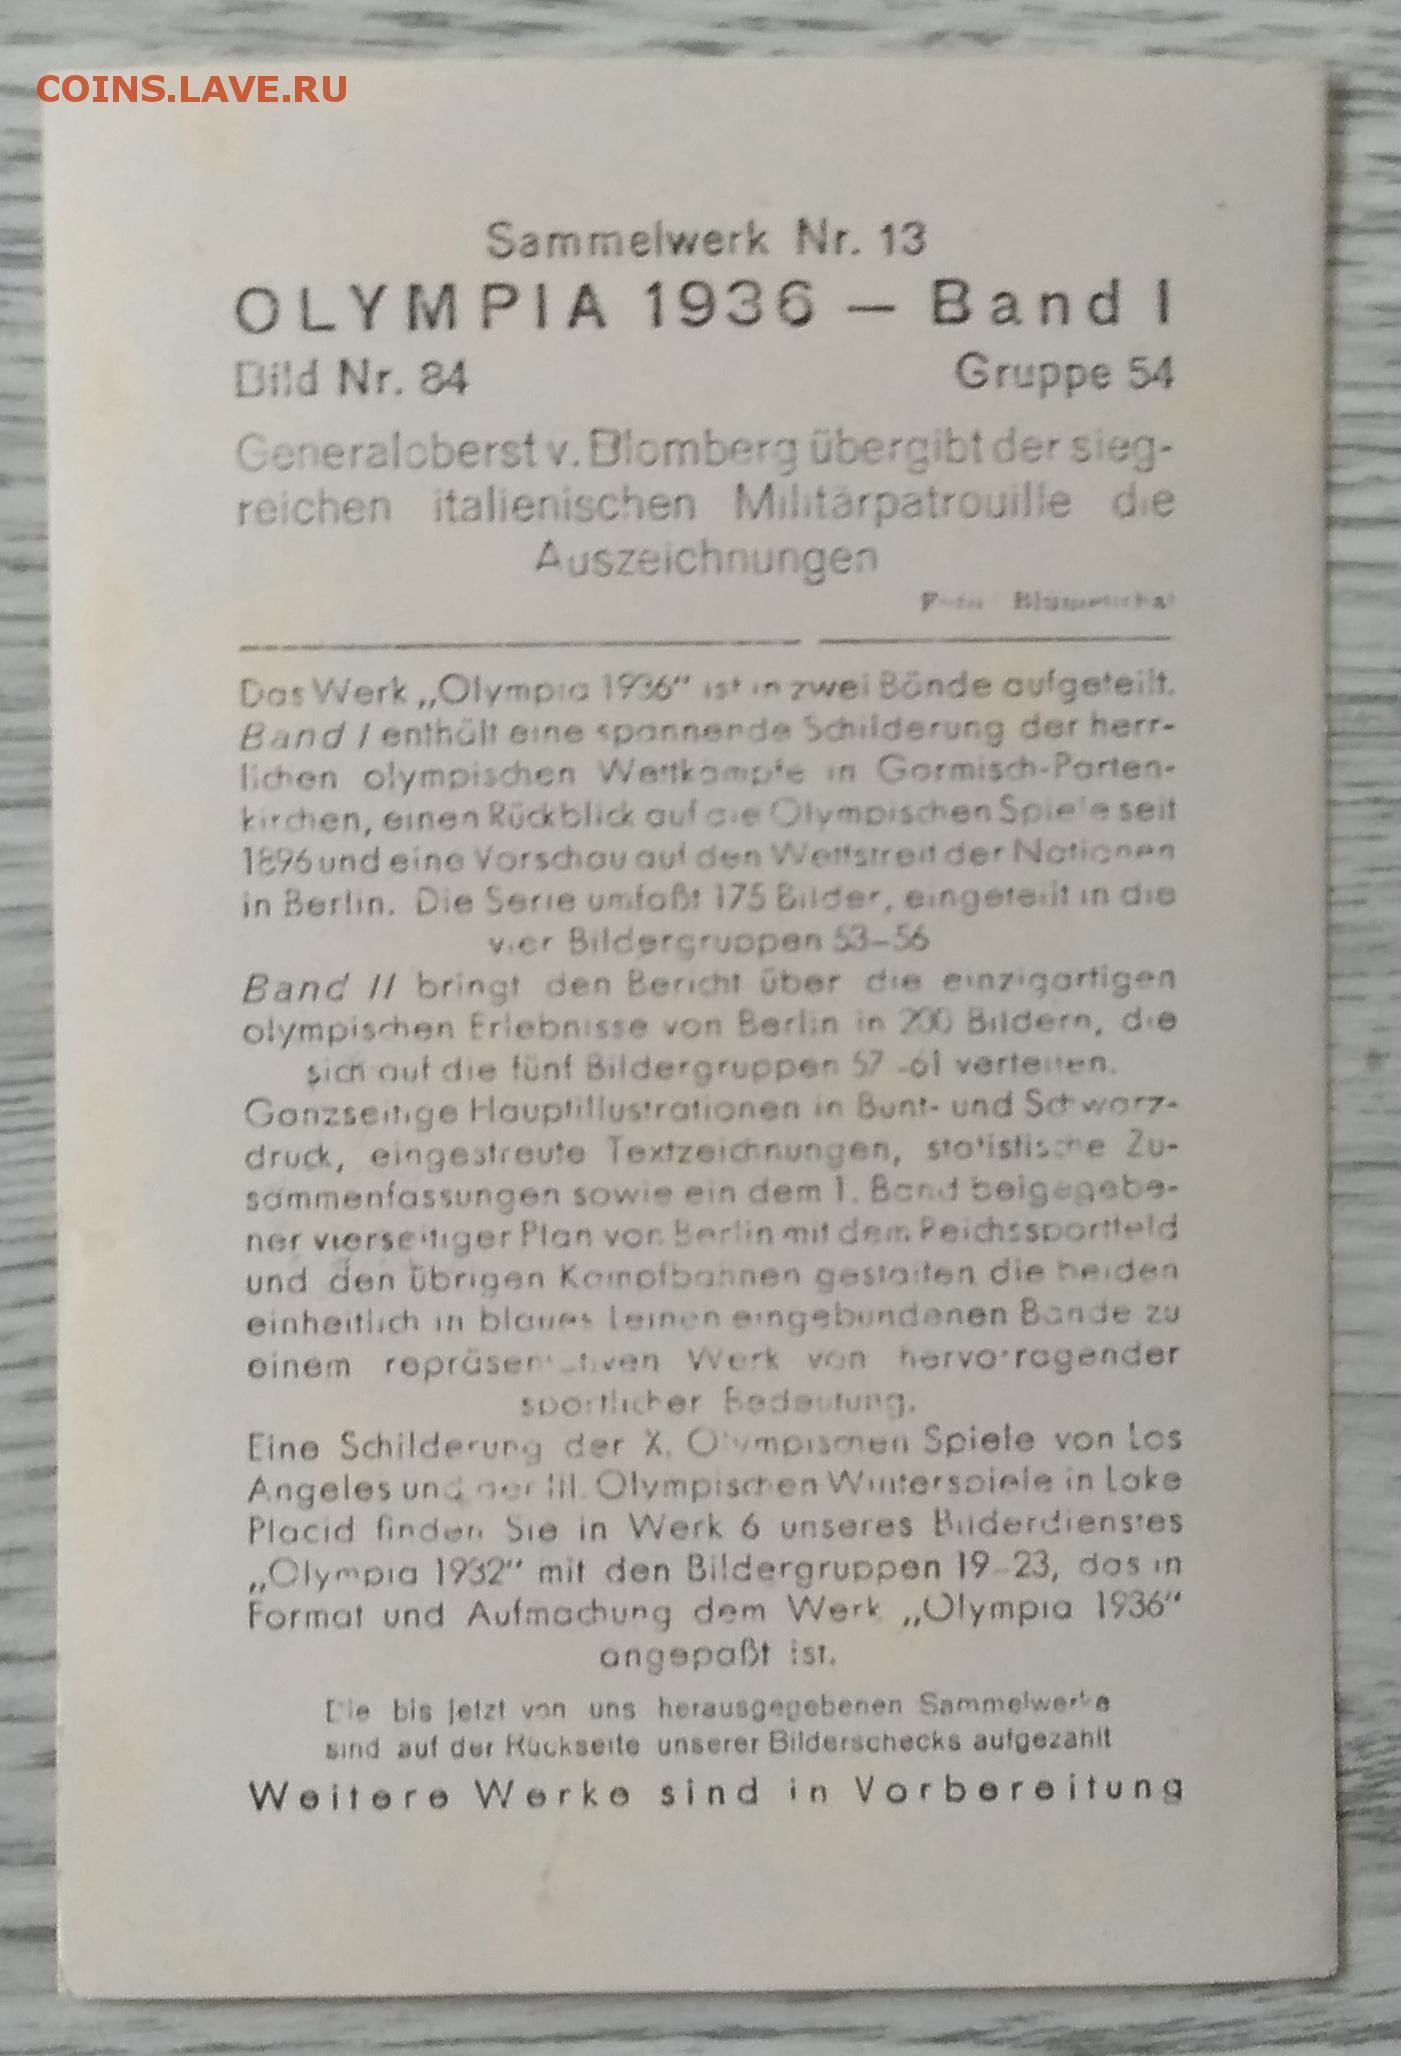 COINS.LAVE.RU
Sammelwerk Nr. 13
OLYMPIA 1936 — Band I
Bild Nr. 84 Gruppe 54
Generaloberst v. Blomberg übergibt der sieg-
reichen italienischen Militärpatrouille die
Auszeichnungen
Foto
Das Werk „Olympia 1936“ ist in zwei Bände aufgeteilt.
Band I enthält eine spannende Schilderung der herr-
lichen olympischen Wettkämpfe in Garmisch-Parten-
kirchen, einen Rückblick auf die Olympischen Spiele seit
1896 und eine Vorschau auf den Wettstreit der Nationen
in Berlin. Die Serie umfaßt 175 Bilder, eingeteilt in die
vier Bildergruppen 53–56
Band II bringt den Bericht über die einzigartigen
olympischen Erlebnisse von Berlin in 200 Bildern, die
sich auf die fünf Bildergruppen 57–61 verteilen.
Ganzseitige Hauptillustrationen in Bunt- und Schwarz-
druck, eingestreute Textzeichnungen, statistische Zu-
sammenfassungen sowie ein dem 1. Band beigegebe-
ner vierseitiger Plan von Berlin mit dem Reichssportfeld
und den übrigen Kampfbahnen gestalten die beiden
einheitlich in blaues Leinen eingebundenen Bände zu
einem repräsentativen Werk von hervorragender
sportlicher Bedeutung.
Eine Schilderung der X. Olympischen Spiele von Los
Angeles und der III. Olympischen Winterspiele in Lake
Placid finden Sie in Werk 6 unseres Bilderdienstes
„Olympia 1932“ mit den Bildergruppen 19–23, das in
Format und Aufmachung dem Werk „Olympia 1936“
angepaßt ist.
Die bis jetzt von uns herausgegebenen Sammelwerke
sind auf der Rückseite unserer Bilderschecks aufgezählt
Weitere Werke sind in Vorbereitung